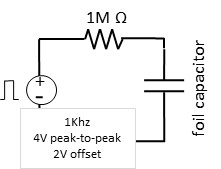 1M Ω
+
1Khz
4V peak-to-peak
2V offset
foil capacitor